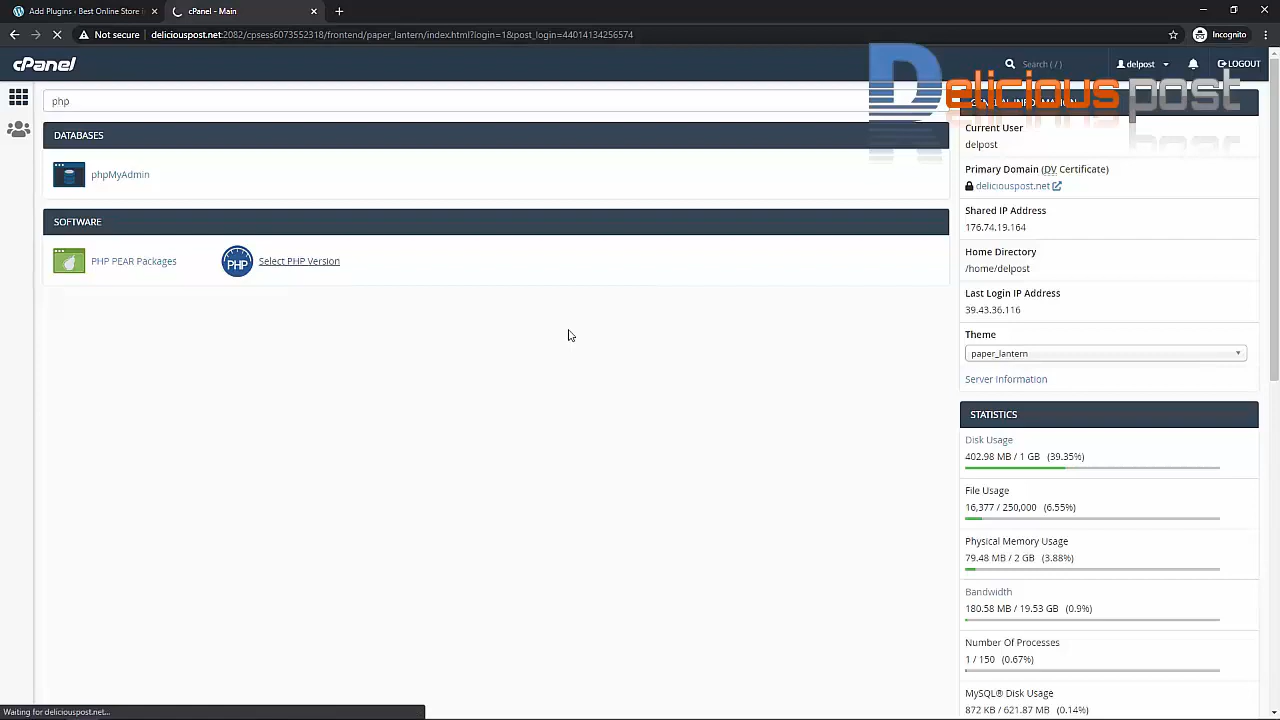 Add Plugins ‹ Best Online Store
cPanel - Main
Not secure
deliciouspost.net:2082/cpsess6073552318/frontend/paper_lantern/index.html?login=1&post_login=44014134256574
Incognito
cPanel
Search ( / )
delpost
LOGOUT
Delicious post
php
GENERAL INFORMATION
DATABASES
phpMyAdmin
SOFTWARE
PHP PEAR Packages
PHP
Select PHP Version
Current User
delpost
Primary Domain (DV Certificate)
deliciouspost.net
Shared IP Address
176.74.19.164
Home Directory
/home/delpost
Last Login IP Address
39.43.36.116
Theme
paper_lantern
Server Information
STATISTICS
Disk Usage
402.98 MB / 1 GB (39.35%)
File Usage
16,377 / 250,000 (6.55%)
Physical Memory Usage
79.48 MB / 2 GB (3.88%)
Bandwidth
180.58 MB / 19.53 GB (0.9%)
Number Of Processes
1 / 150 (0.67%)
MySQL® Disk Usage
872 KB / 621.87 MB (0.14%)
Waiting for deliciouspost.net...